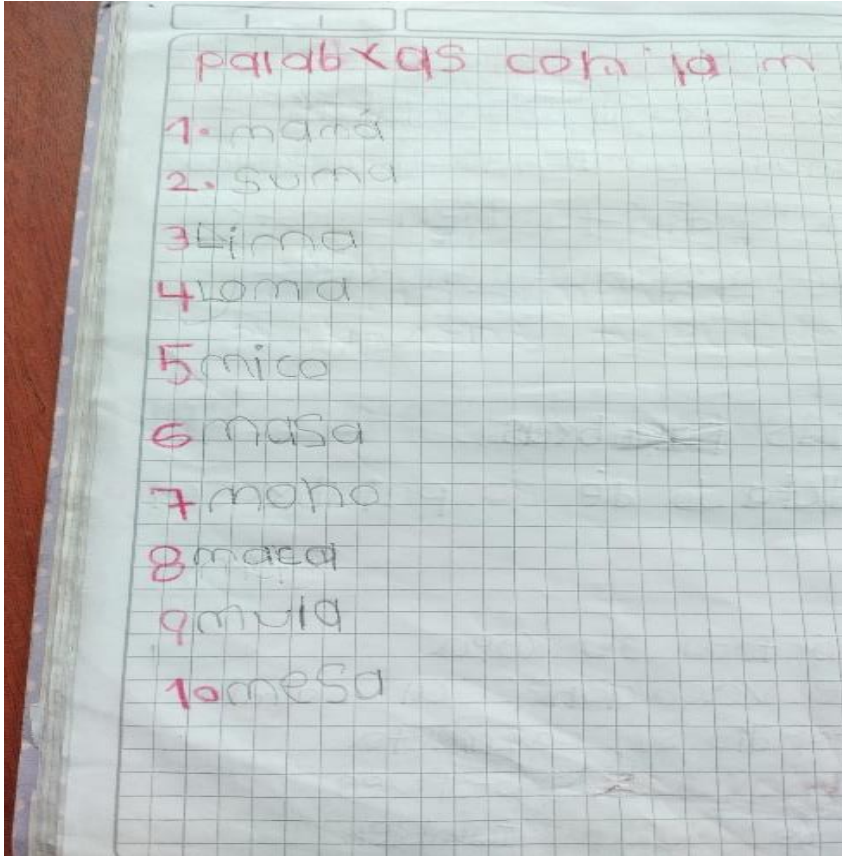 palabras con la m
1. mamá
2. suma
3 Lima
4 loma
5 mico
6 masa
7 mono
8
9 mula
10 mesa